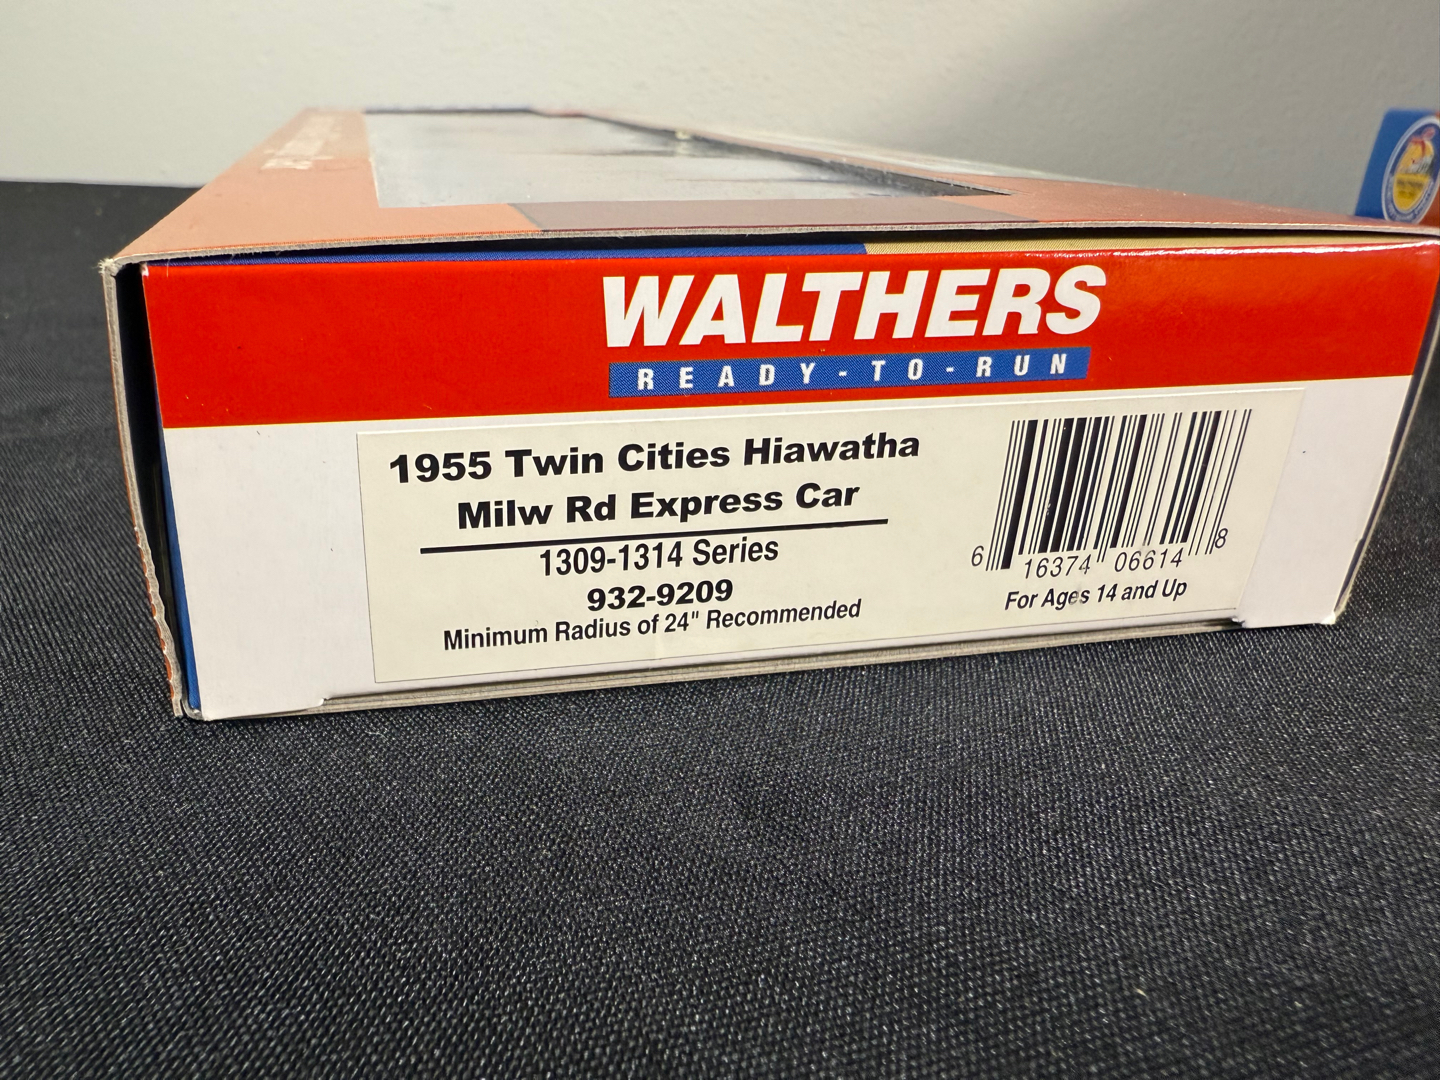 WALTHERS
READY-TO-RUN
1955 Twin Cities Hiawatha
Milw Rd Express Car
1309-1314 Series
932-9209
Minimum Radius of 24" Recommended
6 16374 06614 8
For Ages 14 and Up